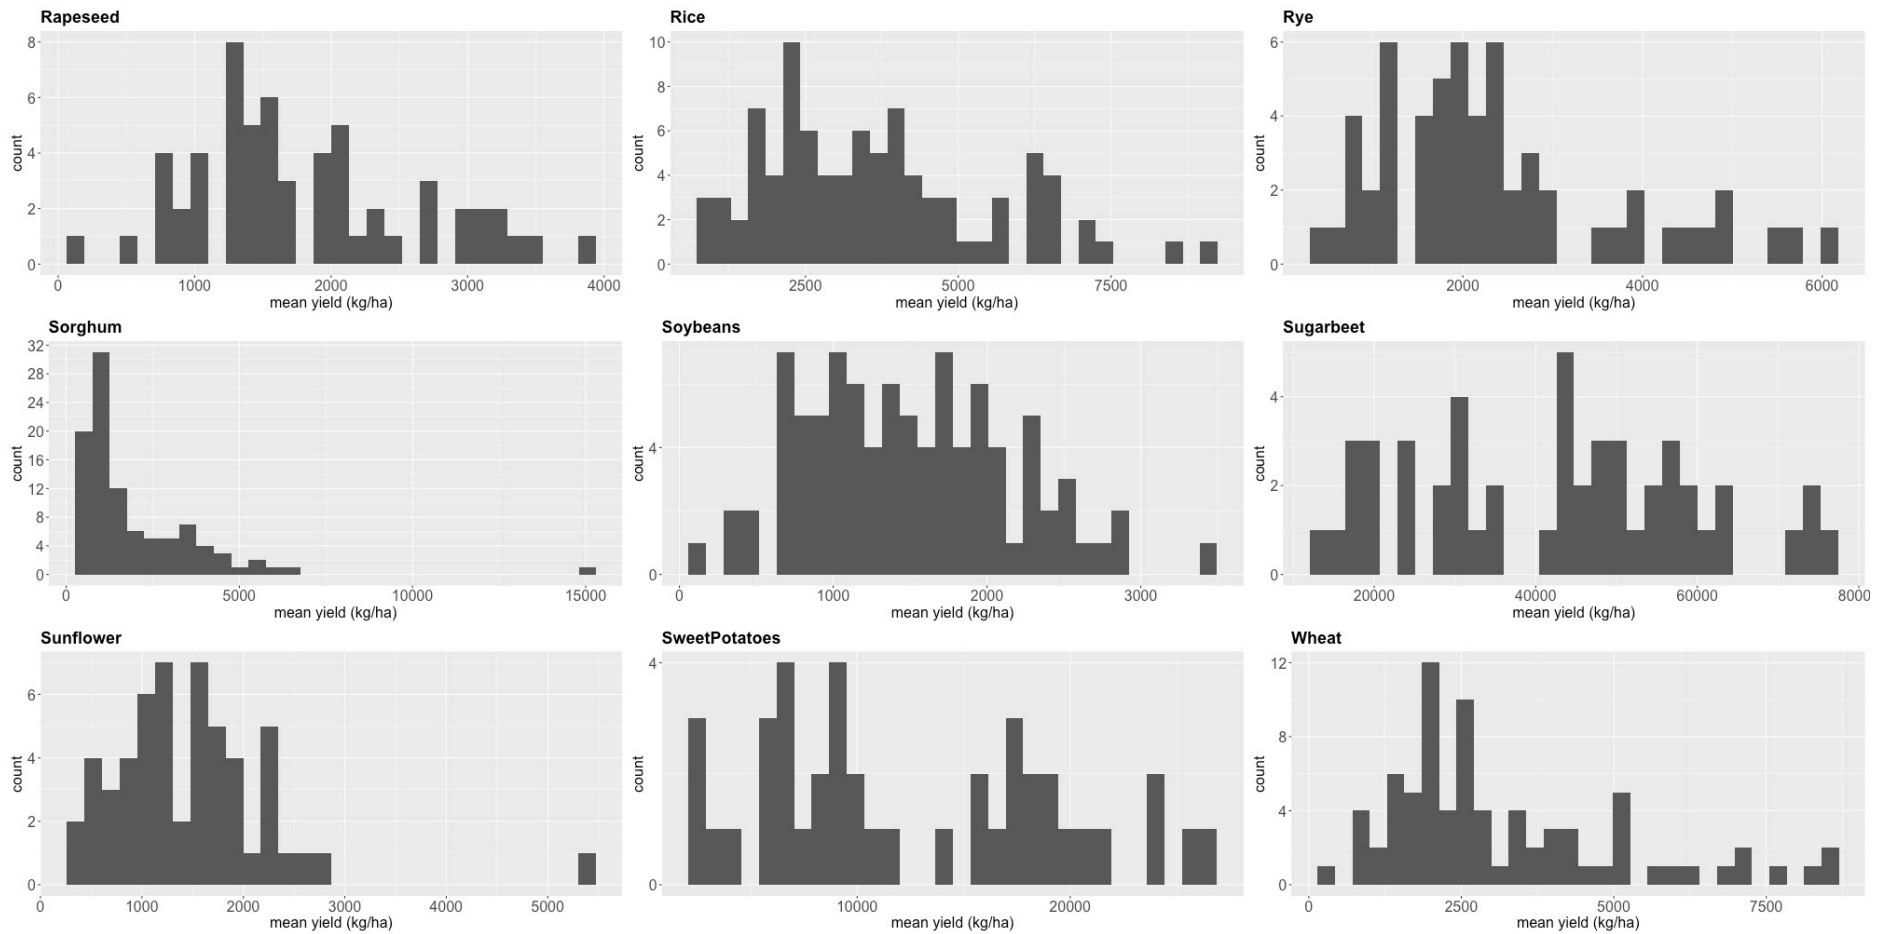 Rapeseed
8
6
4
2
0
count
0 1000 2000 3000 4000
mean yield (kg/ha)
Rice
10
8
6
4
2
0
count
2500 5000 7500
mean yield (kg/ha)
Rye
6
4
2
0
count
2000 4000 6000
mean yield (kg/ha)
Sorghum
32
28
24
20
16
12
8
4
0
count
0 5000 10000 15000
mean yield (kg/ha)
Soybeans
4
0
count
0 1000 2000 3000
mean yield (kg/ha)
Sugarbeet
4
2
0
count
20000 40000 60000 80000
mean yield (kg/ha)
Sunflower
6
4
2
0
count
0 1000 2000 3000 4000 5000
mean yield (kg/ha)
SweetPotatoes
4
0
count
10000 20000
mean yield (kg/ha)
Wheat
12
8
4
0
count
0 2500 5000 7500
mean yield (kg/ha)